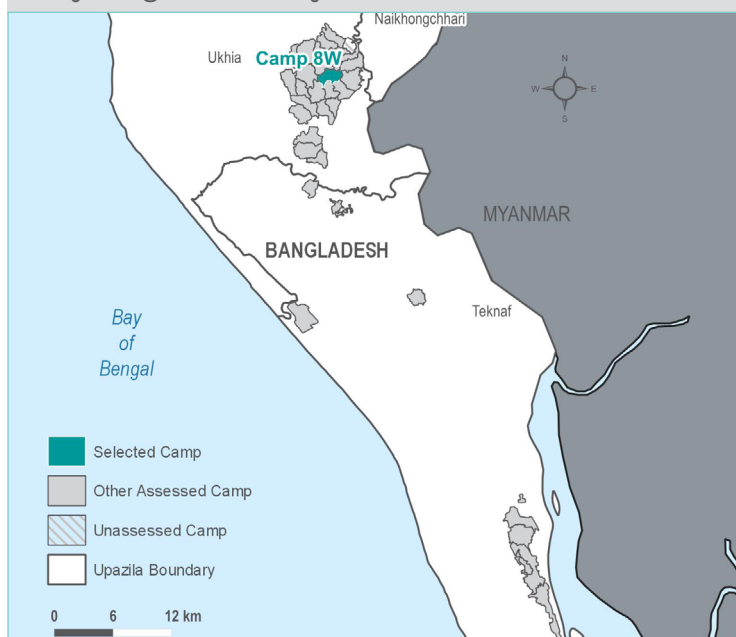 Naikhongchhari
Ukhia
Camp 8W
N
W
E
S
MYANMAR
BANGLADESH
Teknaf
Bay
of
Bengal
Selected Camp
Other Assessed Camp
Unassessed Camp
Upazila Boundary
0 6 12 km